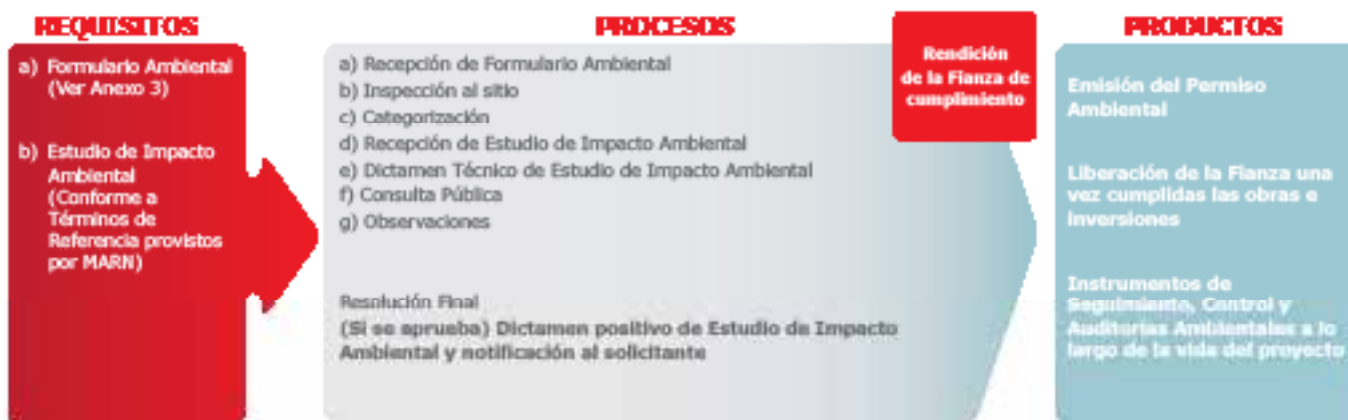 REQUISITOS
a) Formulario Ambiental
(Ver Anexo 3)
b) Estudio de Impacto
Ambiental
(Conforme a
Términos de
Referencia provistos
por MARN)
PROCESOS
a) Recepción de Formulario Ambiental
b) Inspección al sitio
c) Categorización
d) Recepción de Estudio de Impacto Ambiental
e) Dictamen Técnico de Estudio de Impacto Ambiental
f) Consulta Pública
g) Observaciones
Resolución Final
(Si se aprueba) Dictamen positivo de Estudio de Impacto
Ambiental y notificación al solicitante
Rendición
de la Fianza de
cumplimiento
PRODUCTOS
Emisión del Permiso
Ambiental
Liberación de la Fianza una
vez cumplidas las obras e
inversiones
Instrumentos de
Seguimiento, Control y
Auditorías Ambientales a lo
largo de la vida del proyecto